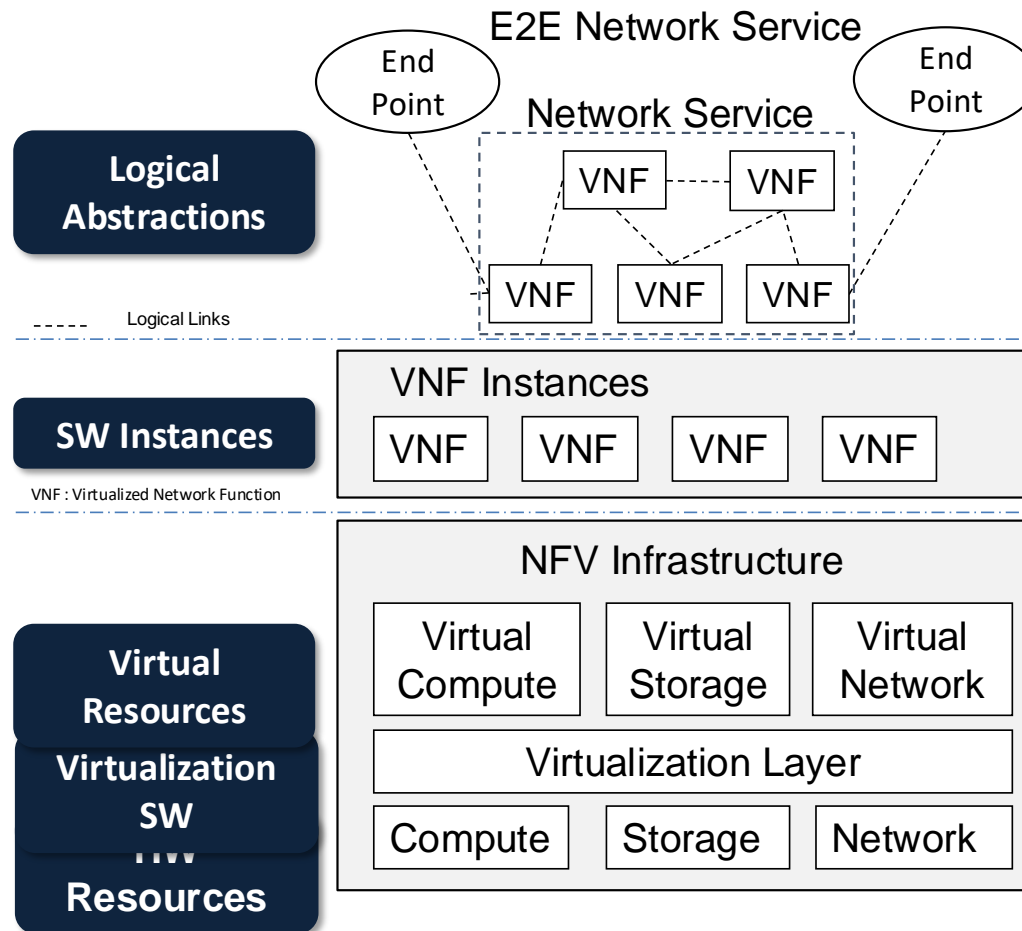 E2E Network Service
End
Point
End
Point
Network Service
Logical
Abstractions
VNF
VNF
VNF
VNF
VNF
Logical Links
VNF Instances
SW Instances
VNF
VNF
VNF
VNF
VNF : Virtualized Network Function
NFV Infrastructure
Virtual
Resources
Virtual
Compute
Virtual
Storage
Virtual
Network
Virtualization
SW
Virtualization Layer
Compute
Storage
Network
Resources